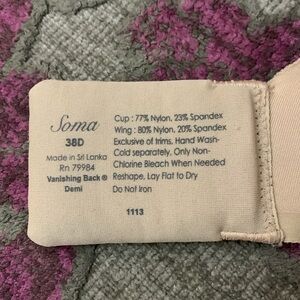 Soma
38D
Made in Sri Lanka
Rn 79984
Vanishing Back ®
Demi
Cup : 77% Nylon, 23% Spandex
Wing : 80% Nylon, 20% Spandex
Exclusive of Trims. Hand Wash-
Cold separately, Only Non-
Chlorine Bleach When Needed
Reshape, Lay Flat to Dry
Do Not Iron
1113